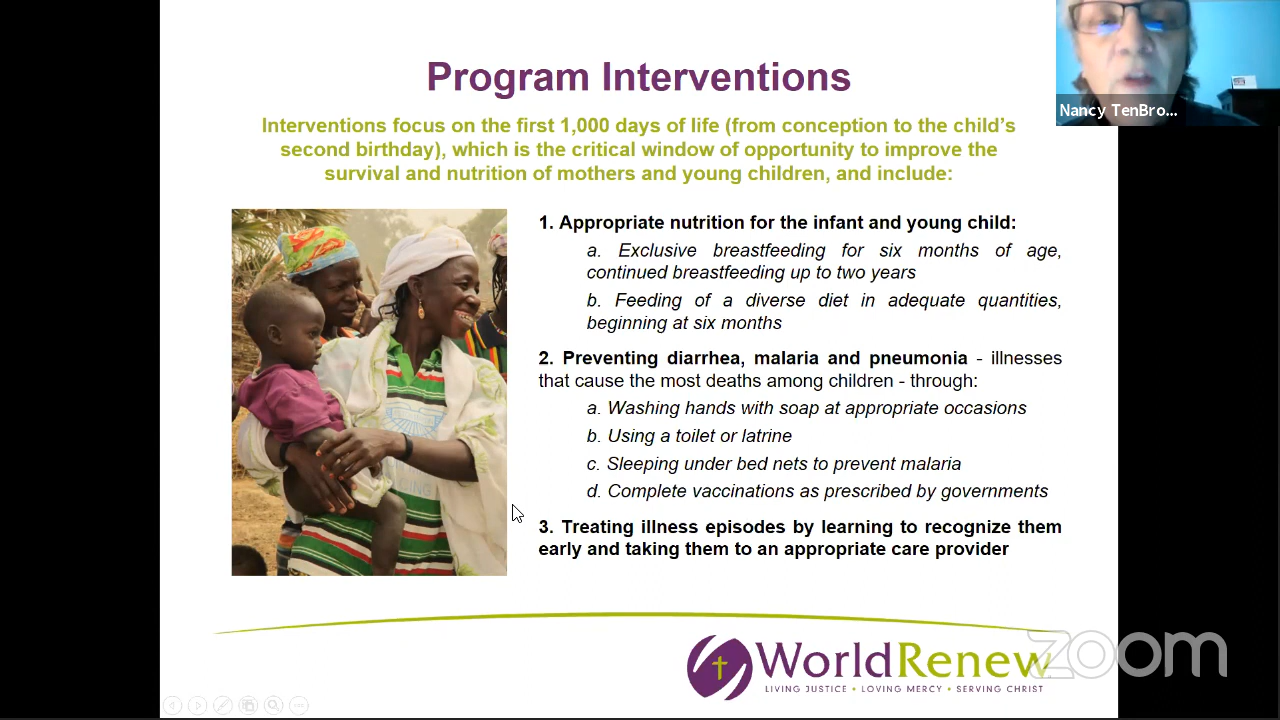 Program Interventions
Interventions focus on the first 1,000 days of life (from conception to the child's
second birthday), which is the critical window of opportunity to improve the
survival and nutrition of mothers and young children, and include:
1. Appropriate nutrition for the infant and young child:
a. Exclusive breastfeeding for six months of age,
continued breastfeeding up to two years
b. Feeding of a diverse diet in adequate quantities,
beginning at six months
2. Preventing diarrhea, malaria and pneumonia - illnesses
that cause the most deaths among children - through:
a. Washing hands with soap at appropriate occasions
b. Using a toilet or latrine
c. Sleeping under bed nets to prevent malaria
d. Complete vaccinations as prescribed by governments
3. Treating illness episodes by learning to recognize them
early and taking them to an appropriate care provider
WorldRenew
LIVING JUSTICE • LOVING MERCY • SERVING CHRIST
zoom
Nancy TenBro...